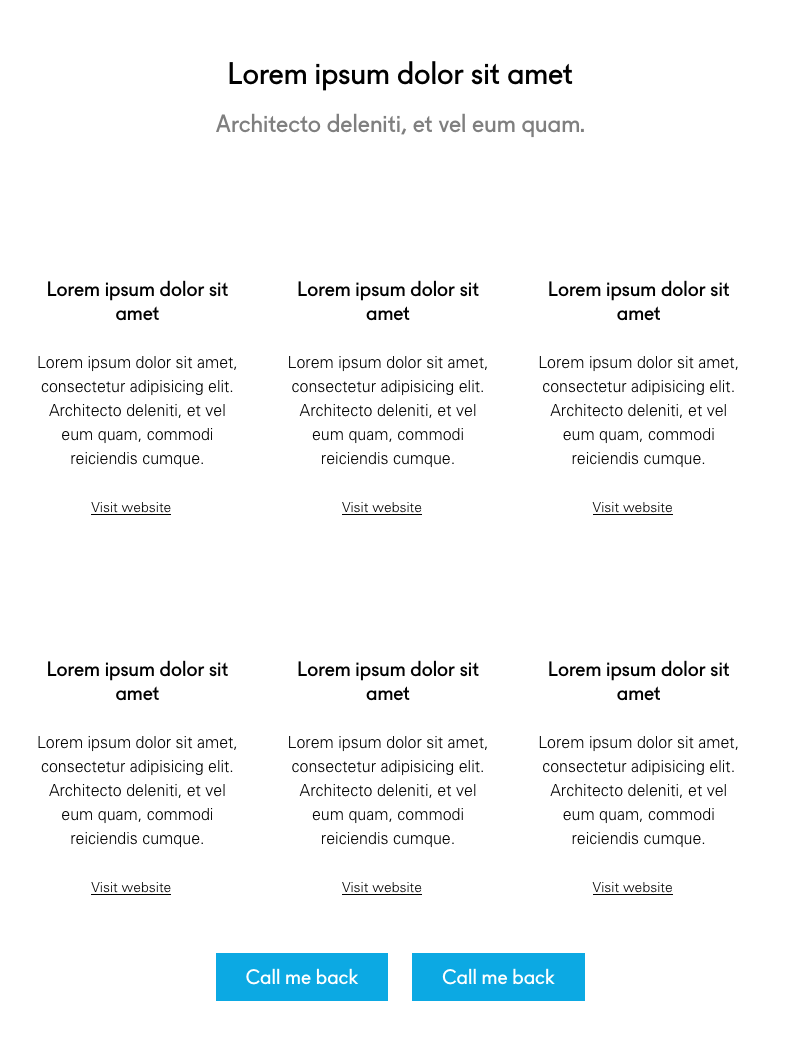 Lorem ipsum dolor sit amet
Architecto deleniti, et vel eum quam.
Lorem ipsum dolor sit
amet
Lorem ipsum dolor sit amet,
consectetur adipisicing elit.
Architecto deleniti, et vel
eum quam, commodi
reiciendis cumque.
Visit website
Lorem ipsum dolor sit
amet
Lorem ipsum dolor sit amet,
consectetur adipisicing elit.
Architecto deleniti, et vel
eum quam, commodi
reiciendis cumque.
Visit website
Lorem ipsum dolor sit
amet
Lorem ipsum dolor sit amet,
consectetur adipisicing elit.
Architecto deleniti, et vel
eum quam, commodi
reiciendis cumque.
Visit website
Lorem ipsum dolor sit
amet
Lorem ipsum dolor sit amet,
consectetur adipisicing elit.
Architecto deleniti, et vel
eum quam, commodi
reiciendis cumque.
Visit website
Lorem ipsum dolor sit
amet
Lorem ipsum dolor sit amet,
consectetur adipisicing elit.
Architecto deleniti, et vel
eum quam, commodi
reiciendis cumque.
Visit website
Lorem ipsum dolor sit
amet
Lorem ipsum dolor sit amet,
consectetur adipisicing elit.
Architecto deleniti, et vel
eum quam, commodi
reiciendis cumque.
Visit website
Call me back
Call me back